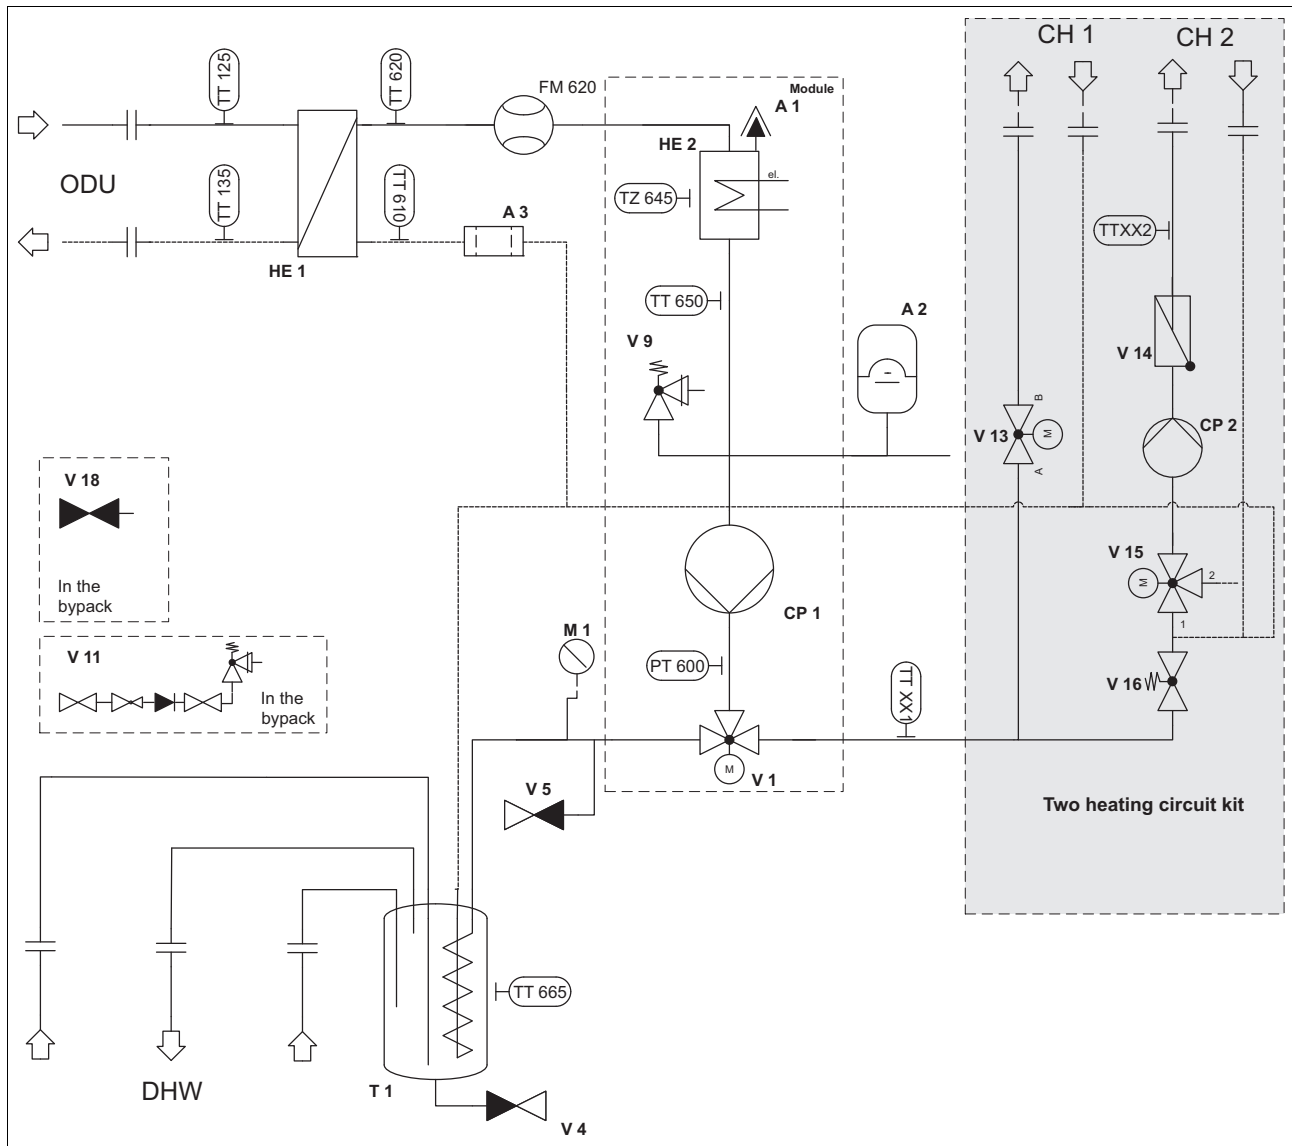 CH 1
CH 2
TT 125
TT 620
FM 620
Module
A 1
HE 2
el.
ODU
TT 135
TT 610
A 3
TZ 645
HE 1
TTXX2
TT 650
A 2
V 9
V 14
B
V 13
M
A
CP 2
V 18
In the
bypack
V 15
M
2
1
CP 1
M 1
V 11
In the
bypack
PT 600
TT XX1
V 16
M
V 1
V 5
Two heating circuit kit
TT 665
DHW
T 1
V 4